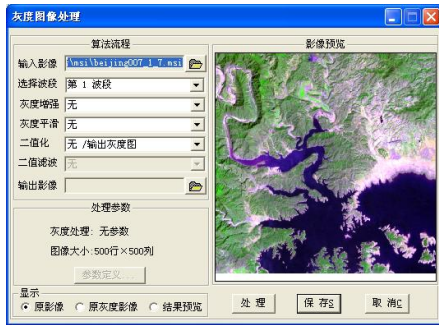 灰度图像处理
算法流程
输入影像 \msi\beijing007_1_7.msi
选择波段 第 1 波段
灰度增强 无
灰度平滑 无
二值化 无 /输出灰度图
二值滤波 无
输出影像
处理参数
灰度处理: 无参数
图像大小:500行×500列
参数定义...
显示
原影像 原灰度影像 结果预览
影像预览
处 理 保 存S 取 消C